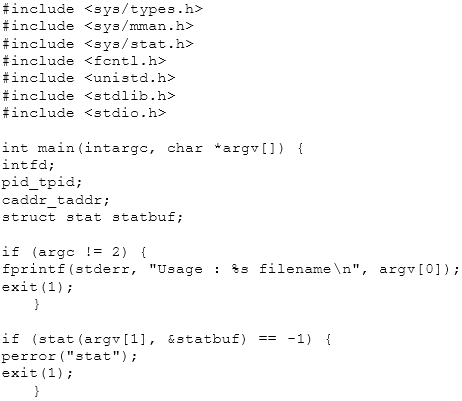 #include <sys/types.h>
#include <sys/mman.h>
#include <sys/stat.h>
#include <fcntl.h>
#include <unistd.h>
#include <stdlib.h>
#include <stdio.h>

int main(intargc, char *argv[]) {
intfd;
pid_tpid;
caddr_taddr;
struct stat statbuf;

if (argc != 2) {
fprintf(stderr, "Usage : %s filename\n", argv[0]);
exit(1);
    }

if (stat(argv[1], &statbuf) == -1) {
perror("stat");
exit(1);
    }